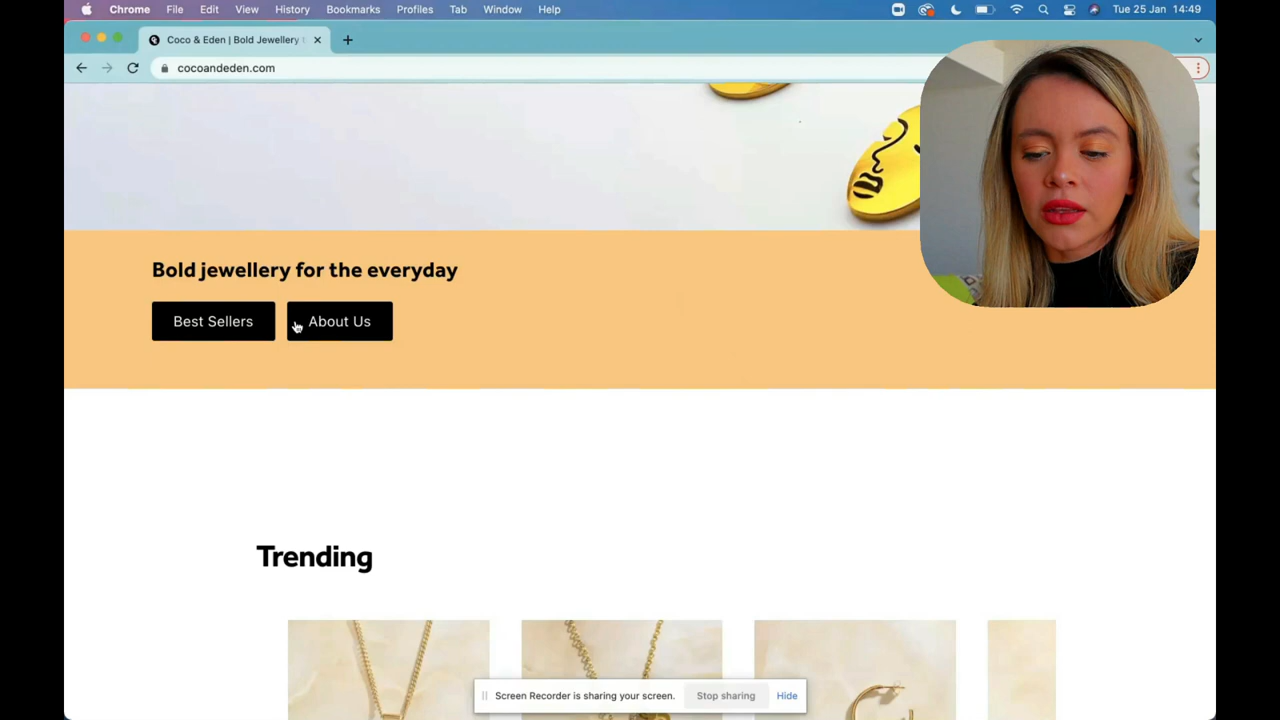 Chrome File Edit View History Bookmarks Profiles Tab Window Help Tue 25 Jan 14:49
Coco & Eden | Bold Jewellery
cocoandeden.com
Bold jewellery for the everyday
Best Sellers About Us
Trending
Screen Recorder is sharing your screen. Stop sharing Hide